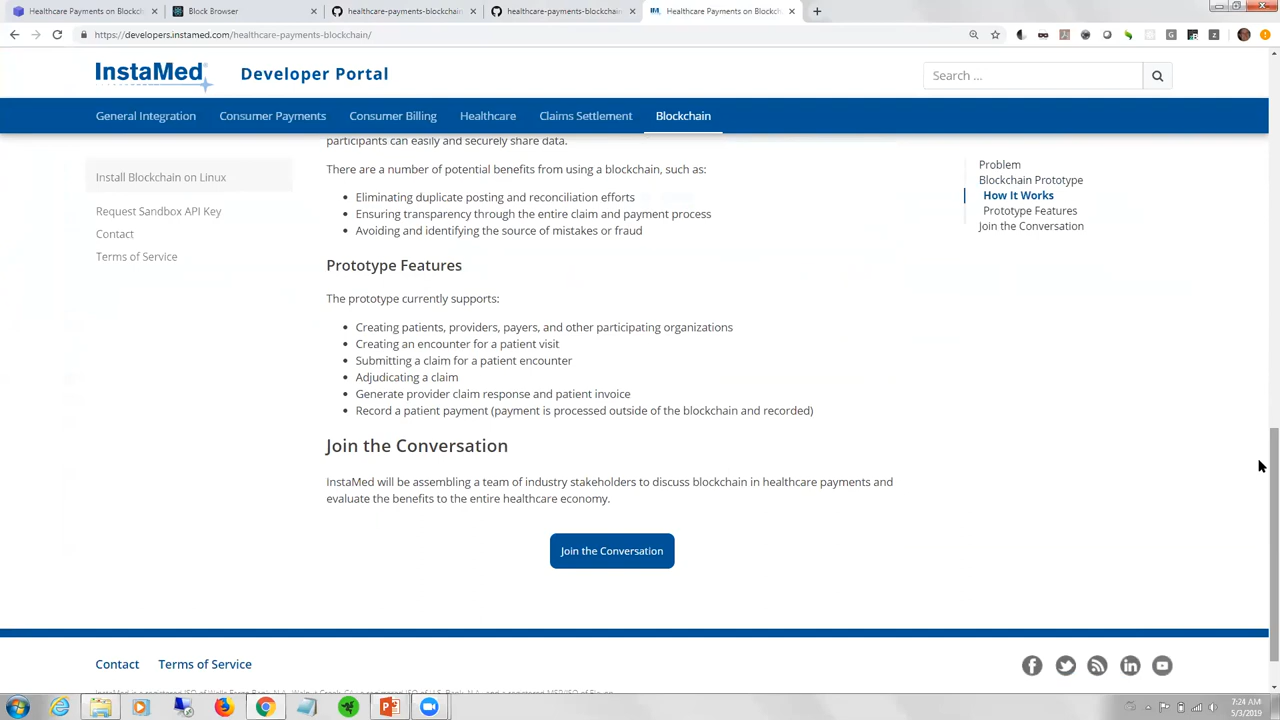 Healthcare Payments on Block
Block Browser
healthcare-payments-blockchain
healthcare-payments-blockchain
Healthcare Payments on Blockch
https://developers.instamed.com/healthcare-payments-blockchain/
InstaMed
Developer Portal
Search ...
General Integration
Consumer Payments
Consumer Billing
Healthcare
Claims Settlement
Blockchain
Install Blockchain on Linux
Request Sandbox API Key
Contact
Terms of Service
participants can easily and securely share data.
There are a number of potential benefits from using a blockchain, such as:
• Eliminating duplicate posting and reconciliation efforts
• Ensuring transparency through the entire claim and payment process
• Avoiding and identifying the source of mistakes or fraud
Prototype Features
The prototype currently supports:
• Creating patients, providers, payers, and other participating organizations
• Creating an encounter for a patient visit
• Submitting a claim for a patient encounter
• Adjudicating a claim
• Generate provider claim response and patient invoice
• Record a patient payment (payment is processed outside of the blockchain and recorded)
Join the Conversation
InstaMed will be assembling a team of industry stakeholders to discuss blockchain in healthcare payments and
evaluate the benefits to the entire healthcare economy.
Join the Conversation
Problem
Blockchain Prototype
How It Works
Prototype Features
Join the Conversation
Contact
Terms of Service
7:24 AM
5/3/2019